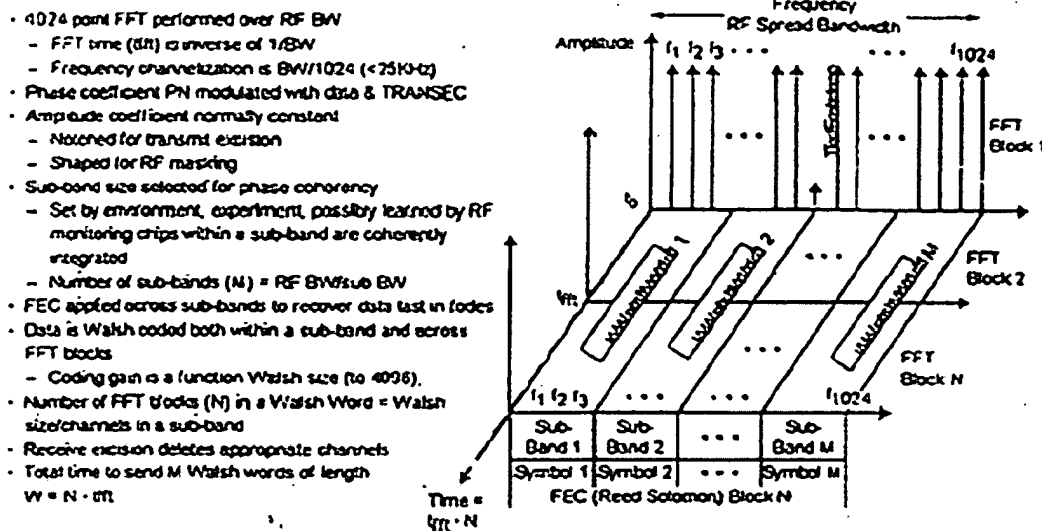 • 4024 point FFT performed over RF BW
– FFT time (tfft) is inverse of 1/BW
– Frequency channelization is BW/1024 (<25KHz)
• Phase coefficient PN modulated with data & TRANSEC
• Amplitude coefficient normally constant
– Notched for transmit excision
– Shaped for RF masking
• Sub-band size selected for phase coherency
– Set by environment, experiment, possibly learned by RF
monitoring chips within a sub-band are coherently
integrated
– Number of sub-bands (M) = RF BW/sub BW
• FEC applied across sub-bands to recover data lost in fades
• Data is Walsh coded both within a sub-band and across
FFT blocks
– Coding gain is a function Walsh size (to 4096),
• Number of FFT blocks (N) in a Walsh Word = Walsh
size/channels in a sub-band
• Receive excision deletes appropriate channels
• Total time to send M Walsh words of length
W = N · tfft
Frequency
RF Spread Bandwidth
Amplitude
f1 f2 f3 • • • • • • f1024
FFT
Block 1
1 2 • • • M
FFT
Block 2
tfft
FFT
Block N
f1 f2 f3 • • • • • • f1024
Sub-Band 1 Sub-Band 2 • • • Sub-Band M
Symbol 1 Symbol 2 • • • Symbol M
FEC (Reed Solomon) Block N
Time =
tfft · N